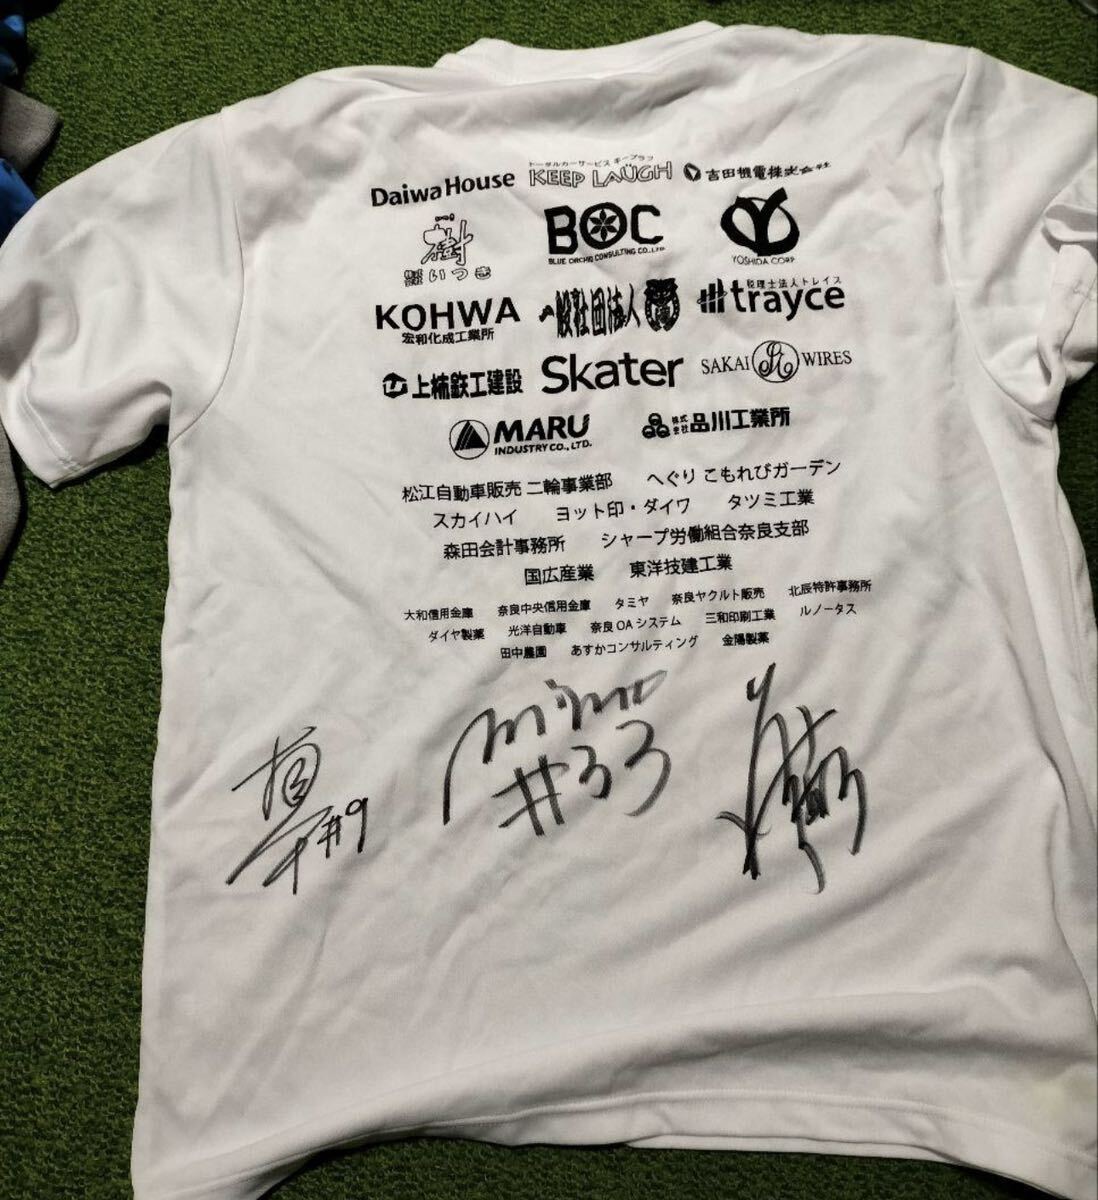 DaiwaHouse トータルカーサービス キープラフ KEEP LAUGH 吉田機電株式会社
樹 いつき BOC BLUE ORCHID CONSULTING CO.,LTD. YOSHIDA CORP
KOHWA 宏和化成工業所 一般社団法人 税理士法人トレイス trayce
上柿鉄工建設 Skater SAKAI WIRES
MARU INDUSTRY CO., LTD. 株式会社 品川工業所
松江自動車販売 二輪事業部 へぐり こもれびガーデン
スカイハイ ヨット印・ダイワ タツミ工業
森田会計事務所 シャープ労働組合奈良支部
国広産業 東洋技建工業
大和信用金庫 奈良中央信用金庫 タミヤ 奈良ヤクルト販売 北辰特許事務所
ダイヤ製薬 光洋自動車 奈良OAシステム 三和印刷工業 ルノータス
田中農園 あすかコンサルティング 金陽製薬
#9 #33